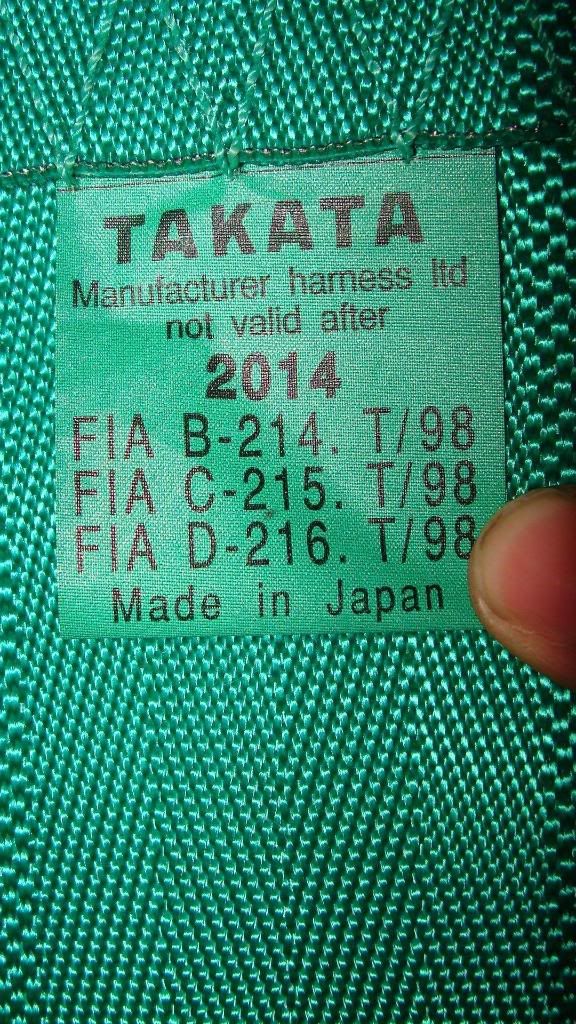 TAKATA
Manufacturer harness ltd
not valid after
2014
FIA B-214. T/98
FIA C-215. T/98
FIA D-216. T/98
Made in Japan